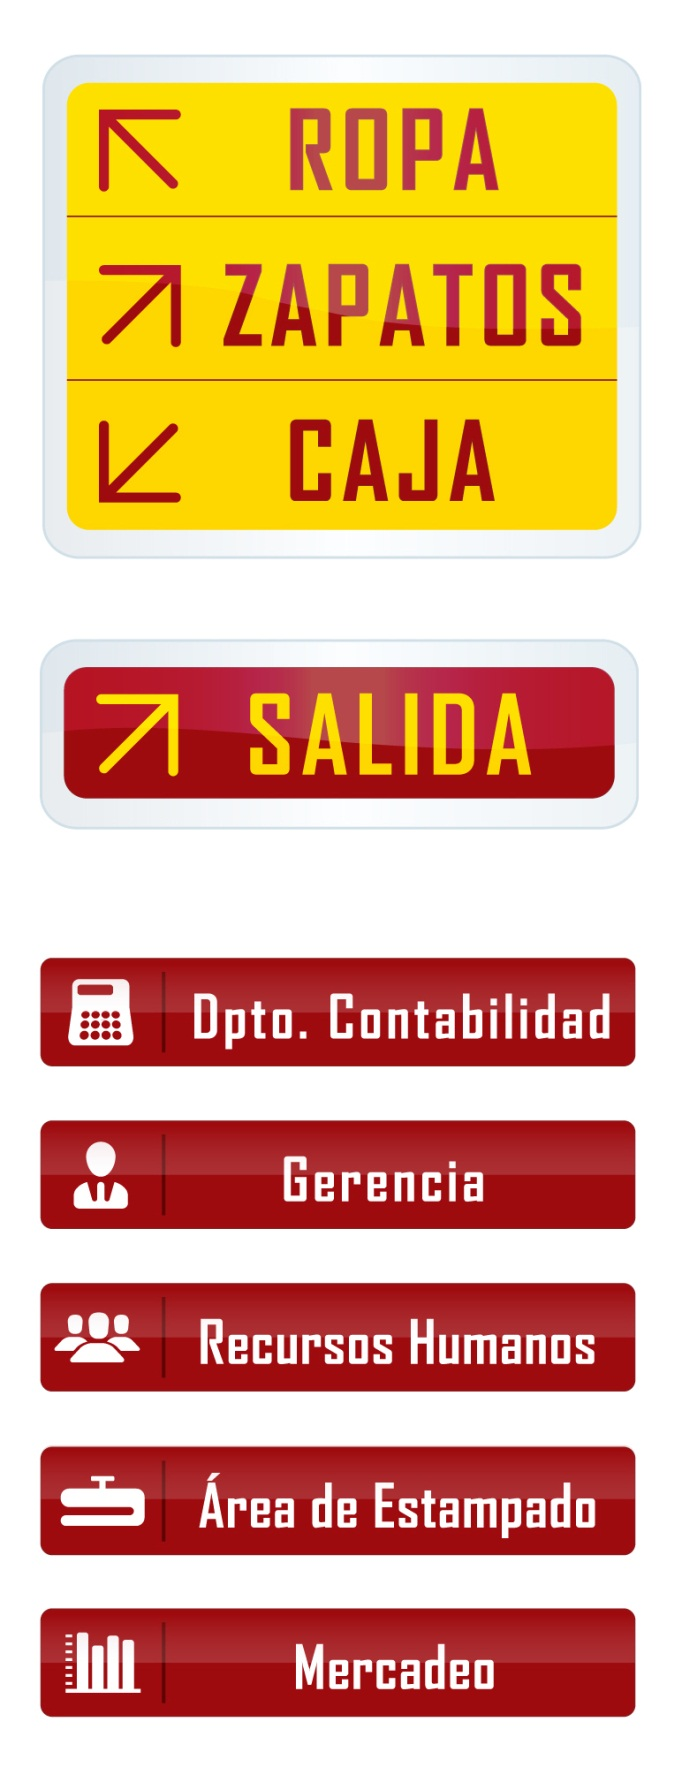 ROPA
ZAPATOS
CAJA
SALIDA
Dpto. Contabilidad
Gerencia
Recursos Humanos
Área de Estampado
Mercadeo